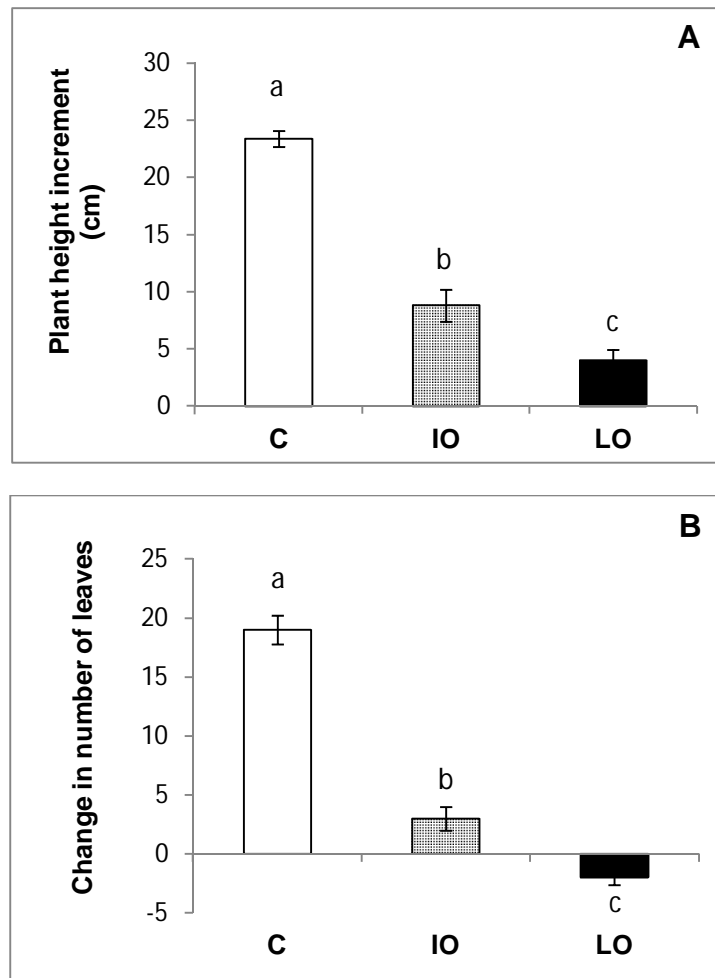 A
Plant height increment
(cm)
30
25
20
15
10
5
0
a
b
c
C IO LO
B
Change in number of leaves
25
20
15
10
5
0
-5
a
b
c
C IO LO